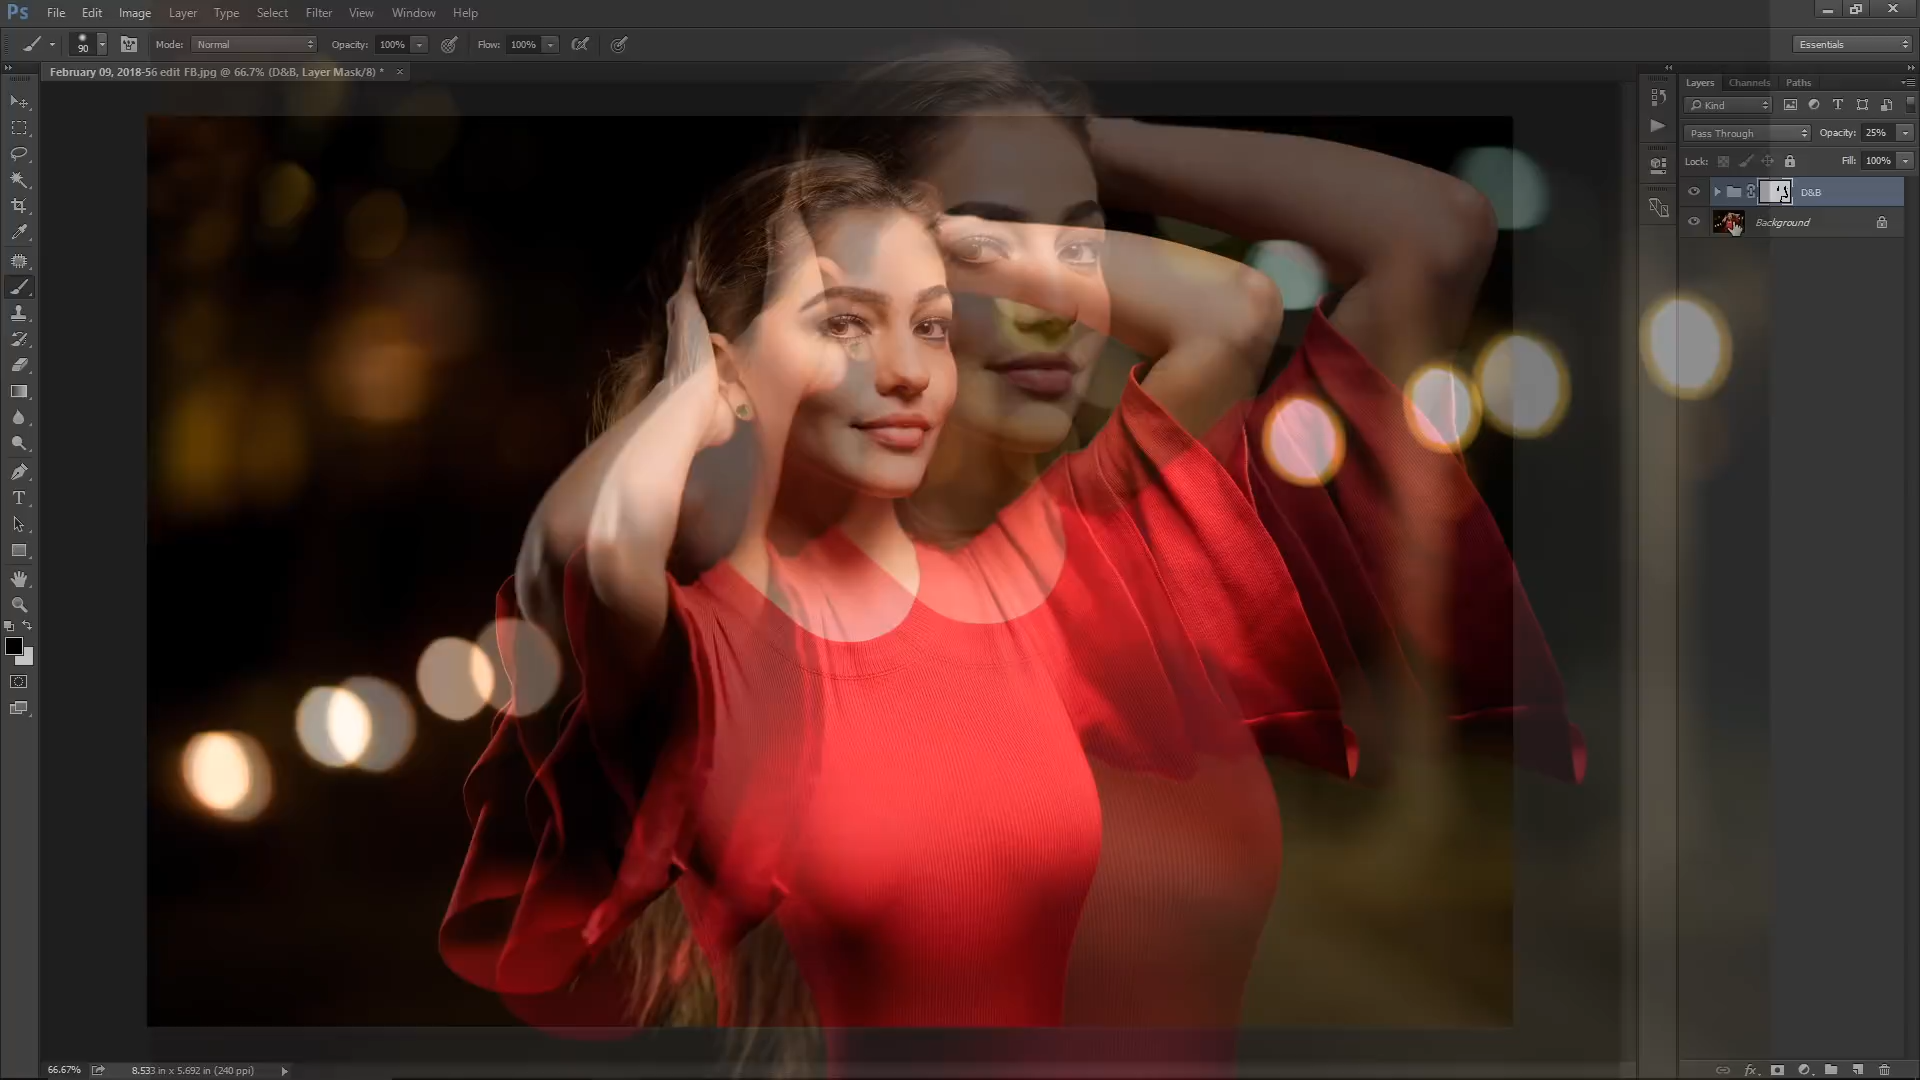 Ps File Edit Image Layer Type Select Filter View Window Help
90 Mode: Normal Opacity: 100% Flow: 100% Essentials
February 09, 2018-56 edit FB.jpg @ 66.7% (D&B, Layer Mask/8) * ×
Layers Channels Paths
Kind
Pass Through Opacity: 25%
Lock: Fill: 100%
D&B
Background
66.67% 8.533 in x 5.692 in (240 ppi)